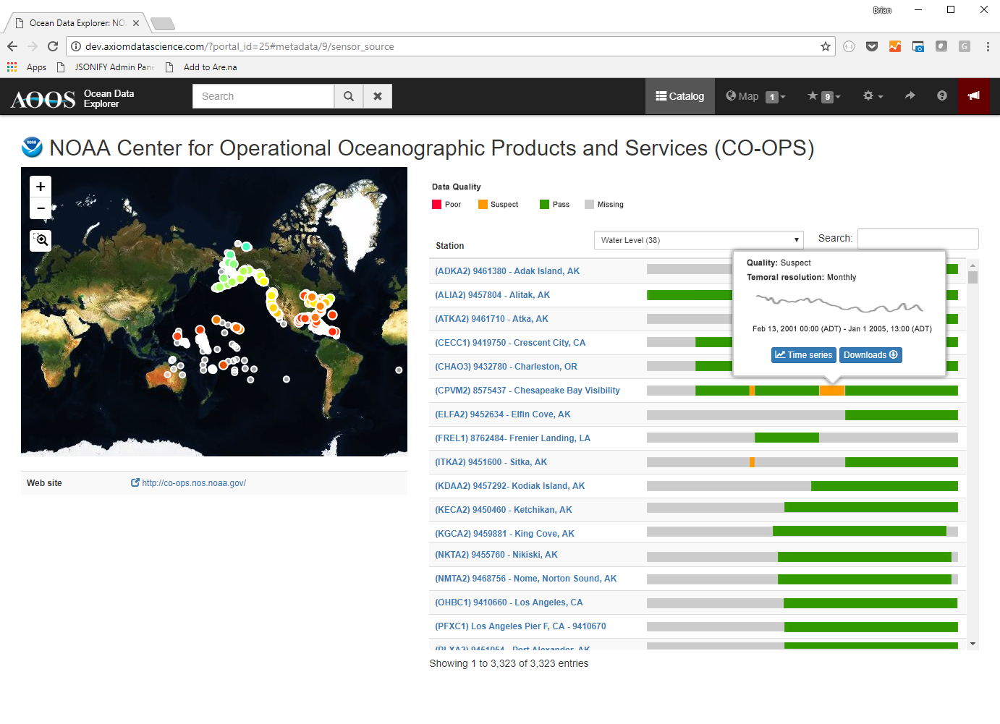 Brian
Ocean Data Explorer: NO
dev.axiomdatascience.com/?portal_id=25#metadata/9/sensor_source
Apps JSONIFY Admin Pane Add to Are.na
AOOS Ocean Data Explorer
Search
Catalog Map 1 9
NOAA Center for Operational Oceanographic Products and Services (CO-OPS)
+
−
Web site http://co-ops.nos.noaa.gov/
Data Quality
Poor Suspect Pass Missing
Station Water Level (38) Search:
Quality: Suspect
Temoral resolution: Monthly
Feb 13, 2001 00:00 (ADT) - Jan 1 2005, 13:00 (ADT)
Time series Downloads
(ADKA2) 9461380 - Adak Island, AK
(ALIA2) 9457804 - Alitak, AK
(ATKA2) 9461710 - Atka, AK
(CECC1) 9419750 - Crescent City, CA
(CHAO3) 9432780 - Charleston, OR
(CPVM2) 8575437 - Chesapeake Bay Visibility
(ELFA2) 9452634 - Elfin Cove, AK
(FREL1) 8762484- Frenier Landing, LA
(ITKA2) 9451600 - Sitka, AK
(KDAA2) 9457292- Kodiak Island, AK
(KECA2) 9450460 - Ketchikan, AK
(KGCA2) 9459881 - King Cove, AK
(NKTA2) 9455760 - Nikiski, AK
(NMTA2) 9468756 - Nome, Norton Sound, AK
(OHBC1) 9410660 - Los Angeles, CA
(PFXC1) Los Angeles Pier F, CA - 9410670
(PLXA2) 9451054 - Port Alexander, AK
Showing 1 to 3,323 of 3,323 entries